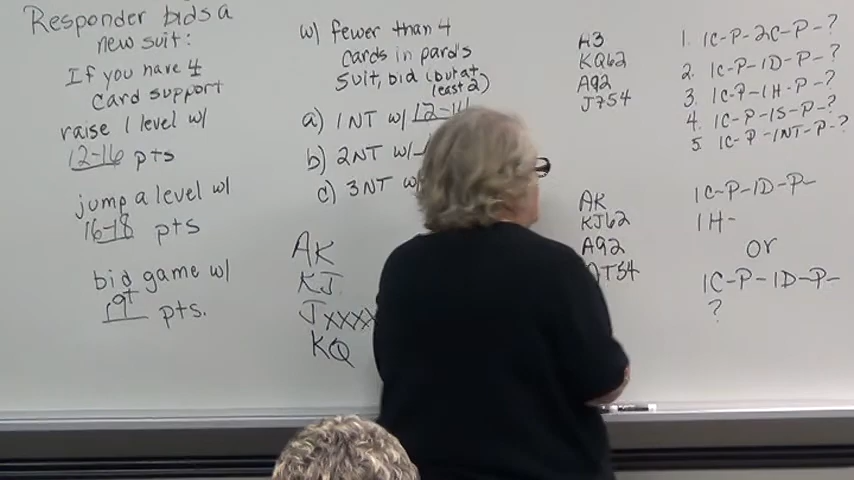 Responder bids a
new suit:
If you have 4
card support
raise 1 level w/
12-16 pts
jump a level w/
16-18 pts
bid game w/
19+ pts.
w/ fewer than 4
cards in pard's
suit, bid (but at
least 2)
a) 1NT w/ 12-14
b) 2NT w/
c) 3NT w/
AK
KJ
Jxxxx
KQ
KQ62
A92
J754
AK
KJ62
A92
QT54
1. 1C-P-2C-P-?
2. 1C-P-1D-P-?
3. 1C-P-1H-P-?
4. 1C-P-1S-P-?
5. 1C-P-1NT-P-?
1C-P-1D-P-
1H-
or
1C-P-1D-P-
?